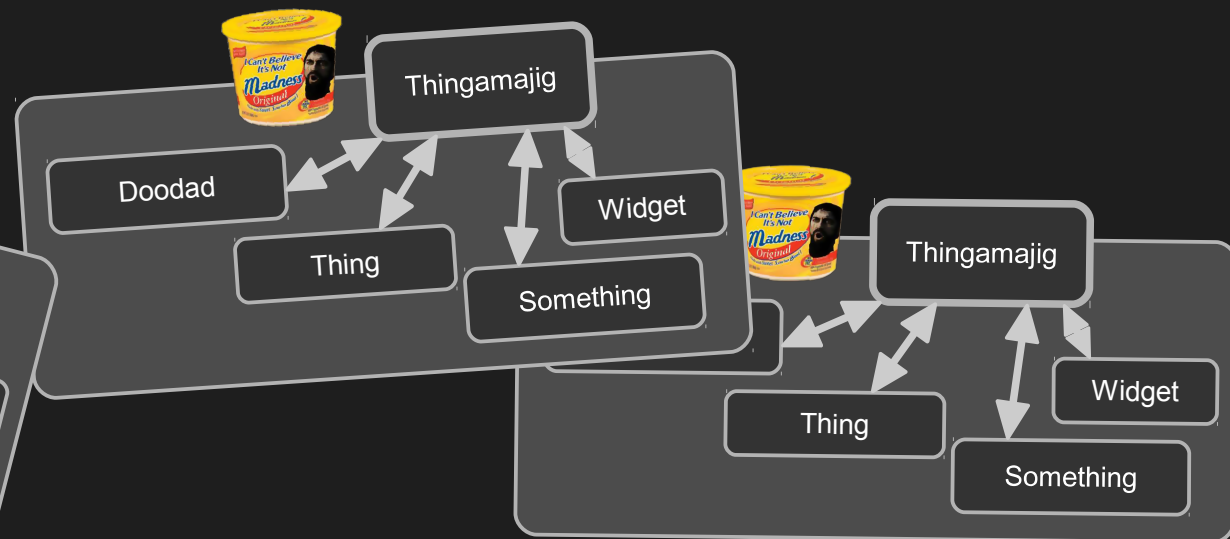 I Can't Believe
It's Not
Madness
Original
Thingamajig
Doodad
Thing
Something
Widget
I Can't Believe
It's Not
Madness
Original
Thingamajig
Thing
Something
Widget